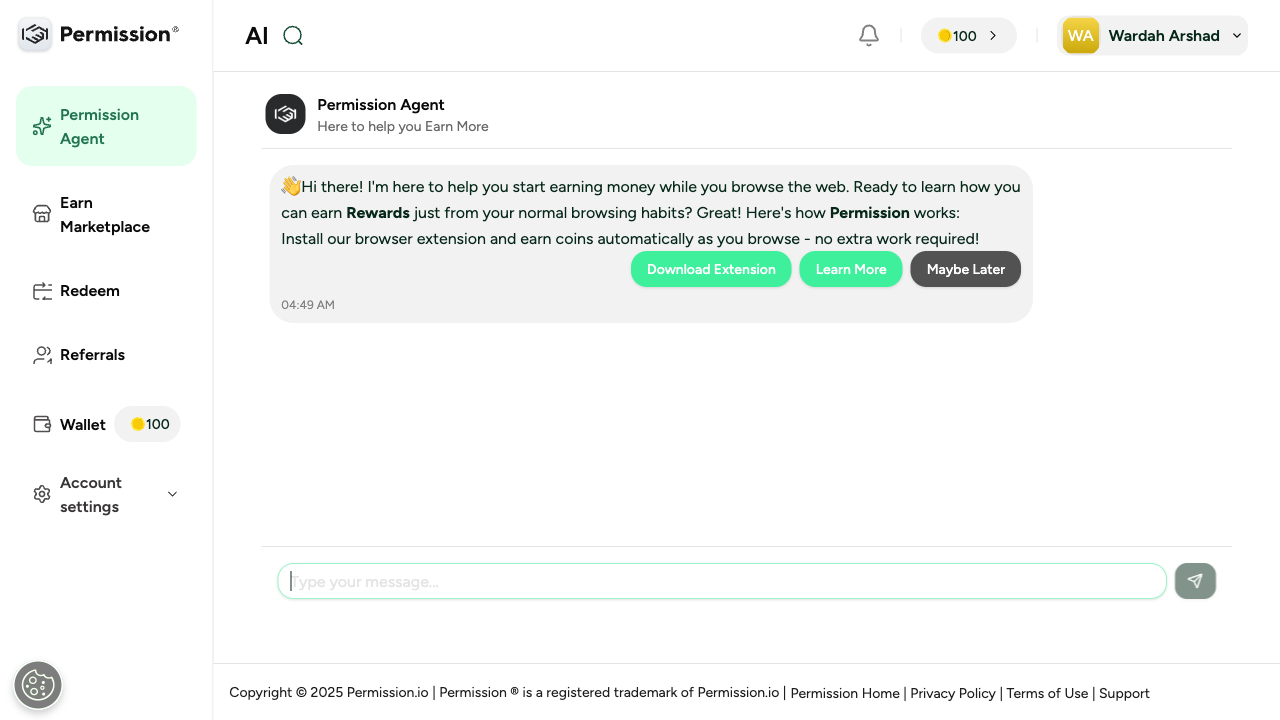 Permission®
AI
100
WA
Wardah Arshad
Permission
Agent
Earn
Marketplace
Redeem
Referrals
Wallet
100
Account
settings
Permission Agent
Here to help you Earn More
👋Hi there! I'm here to help you start earning money while you browse the web. Ready to learn how you
can earn Rewards just from your normal browsing habits? Great! Here's how Permission works:
Install our browser extension and earn coins automatically as you browse - no extra work required!
Download Extension
Learn More
Maybe Later
04:49 AM
Type your message...
Copyright © 2025 Permission.io | Permission ® is a registered trademark of Permission.io | Permission Home | Privacy Policy | Terms of Use | Support